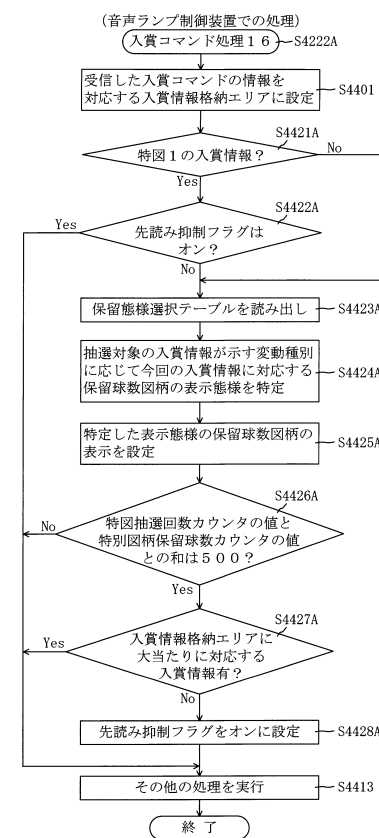 （音声ランプ制御装置での処理）
入賞コマンド処理１６
S4222A
受信した入賞コマンドの情報を
対応する入賞情報格納エリアに設定
S4401
S4421A
特図１の入賞情報？
No
Yes
S4422A
先読み抑制フラグは
オン？
Yes
No
保留態様選択テーブルを読み出し
S4423A
抽選対象の入賞情報が示す変動種別
に応じて今回の入賞情報に対応する
保留球数図柄の表示態様を特定
S4424A
特定した表示態様の保留球数図柄の
表示を設定
S4425A
S4426A
特図抽選回数カウンタの値と
特別図柄保留球数カウンタの値
との和は５００？
No
Yes
S4427A
入賞情報格納エリアに
大当たりに対応する
入賞情報有？
Yes
No
先読み抑制フラグをオンに設定
S4428A
その他の処理を実行
S4413
終了